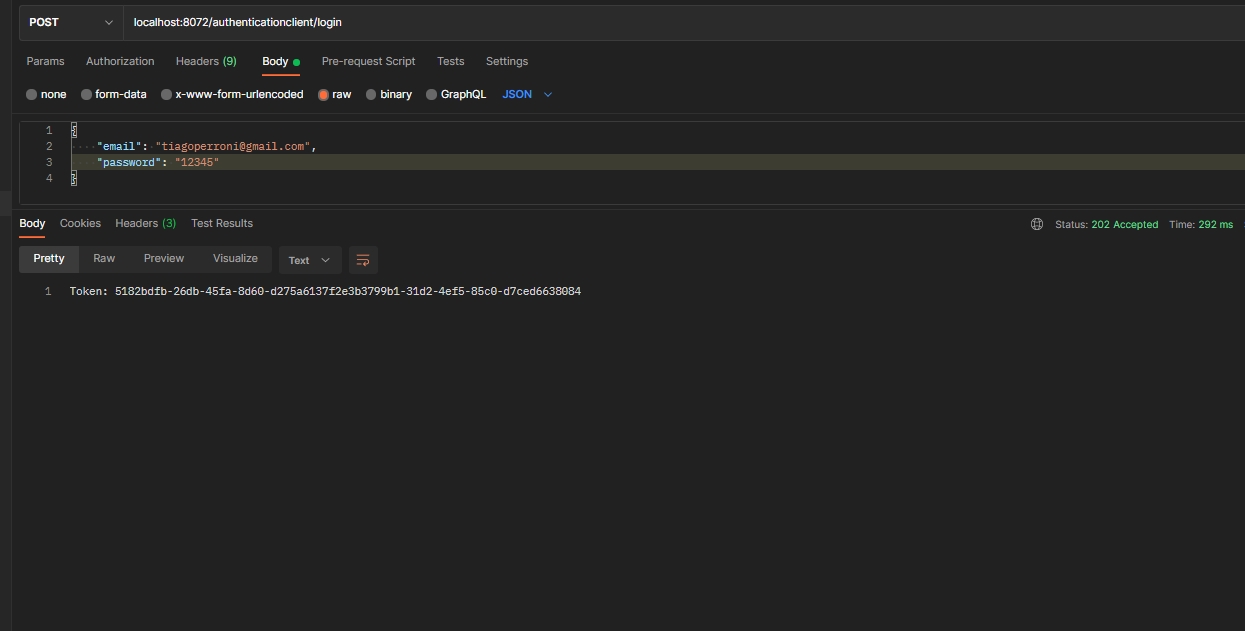 POST localhost:8072/authenticationclient/login
Params Authorization Headers (9) Body Pre-request Script Tests Settings
none form-data x-www-form-urlencoded raw binary GraphQL JSON
1 {
2 "email": "tiagoperroni@gmail.com",
3 "password": "12345"
4 }
Body Cookies Headers (3) Test Results Status: 202 Accepted Time: 292 ms
Pretty Raw Preview Visualize Text
1 Token: 5182bdfb-26db-45fa-8d60-d275a6137f2e3b3799b1-31d2-4ef5-85c0-d7ced6638084